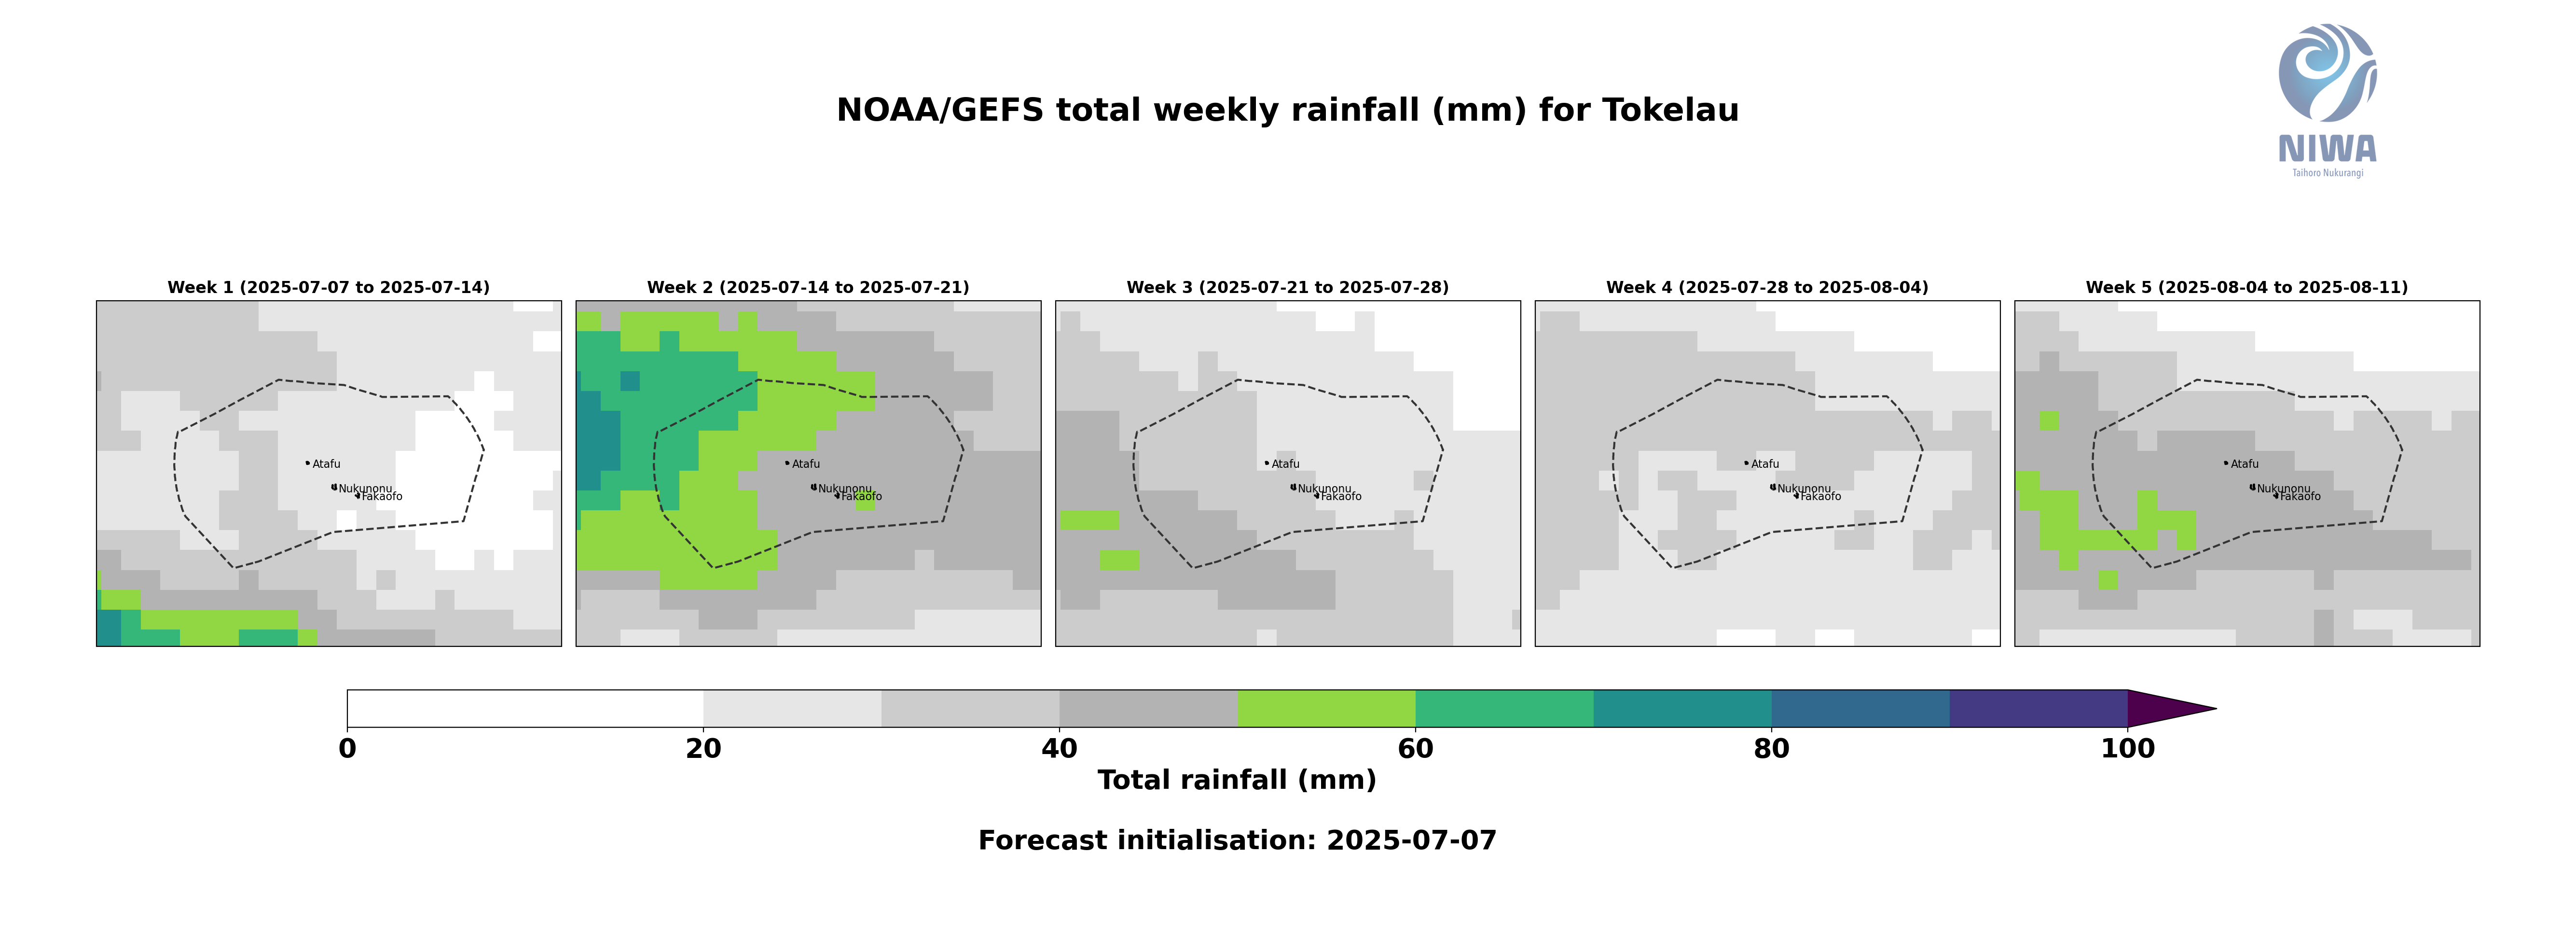 NOAA/GEFS total weekly rainfall (mm) for Tokelau
NIWA
Taihoro Nukurangi
Week 1 (2025-07-07 to 2025-07-14)
Week 2 (2025-07-14 to 2025-07-21)
Week 3 (2025-07-21 to 2025-07-28)
Week 4 (2025-07-28 to 2025-08-04)
Week 5 (2025-08-04 to 2025-08-11)
Atafu
Nukunonu
Fakaofo
Atafu
Nukunonu
Fakaofo
Atafu
Nukunonu
Fakaofo
Atafu
Nukunonu
Fakaofo
Atafu
Nukunonu
Fakaofo
0 20 40 60 80 100
Total rainfall (mm)
Forecast initialisation: 2025-07-07